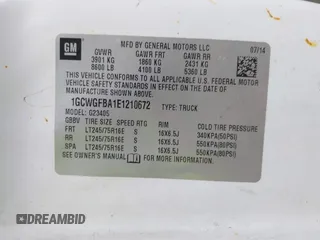 GM
MFD BY GENERAL MOTORS LLC 07/14
GVWR GAWR FRT GAWR RR
3901 KG 1860 KG 2431 KG
8600 LB 4100 LB 5360 LB
THIS VEHICLE CONFORMS TO ALL APPLICABLE U.S. FEDERAL MOTOR
VEHICLE SAFETY STANDARDS IN EFFECT ON THE DATE OF
MANUFACTURE SHOWN ABOVE.
1GCWGFBA1E1210672 TYPE: TRUCK
MODEL: G23405
QBBV TIRE SIZE SPEED RTG RIM COLD TIRE PRESSURE
FRT LT245/75R16E S 16X6.5J 340KPA(50PSI)
RR LT245/75R16E S 16X6.5J 550KPA(80PSI)
SPA LT245/75R16E S 16X6.5J 550KPA(80PSI)
SEE OWNER'S MANUAL FOR MORE INFORMATION.
DREAMBID